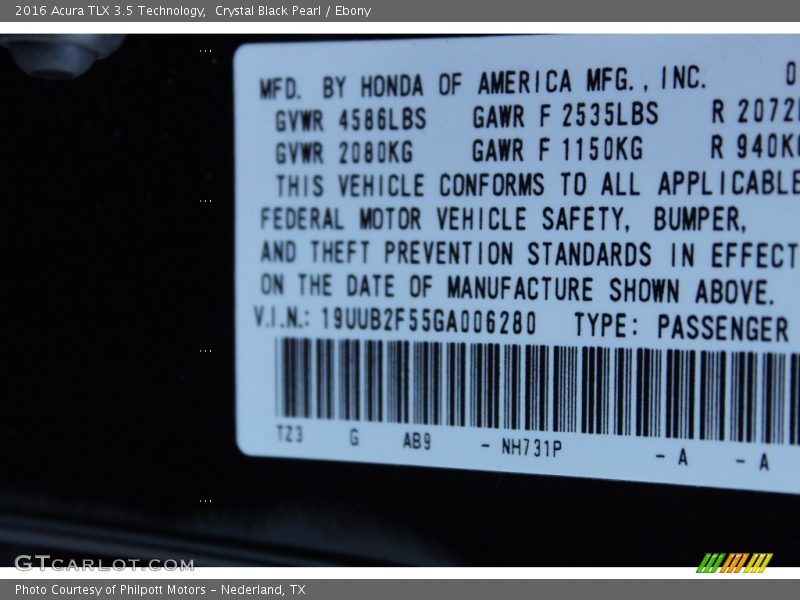 2016 Acura TLX 3.5 Technology, Crystal Black Pearl / Ebony
MFD. BY HONDA OF AMERICA MFG., INC. 0
GVWR 4586LBS GAWR F 2535LBS R 2072
GVWR 2080KG GAWR F 1150KG R 940K
THIS VEHICLE CONFORMS TO ALL APPLICABLE
FEDERAL MOTOR VEHICLE SAFETY, BUMPER,
AND THEFT PREVENTION STANDARDS IN EFFECT
ON THE DATE OF MANUFACTURE SHOWN ABOVE.
V.I.N.: 19UUB2F55GA006280 TYPE: PASSENGER
TZ3 G AB9 - NH731P - A - A
GTCARLOT.COM
Photo Courtesy of Philpott Motors - Nederland, TX